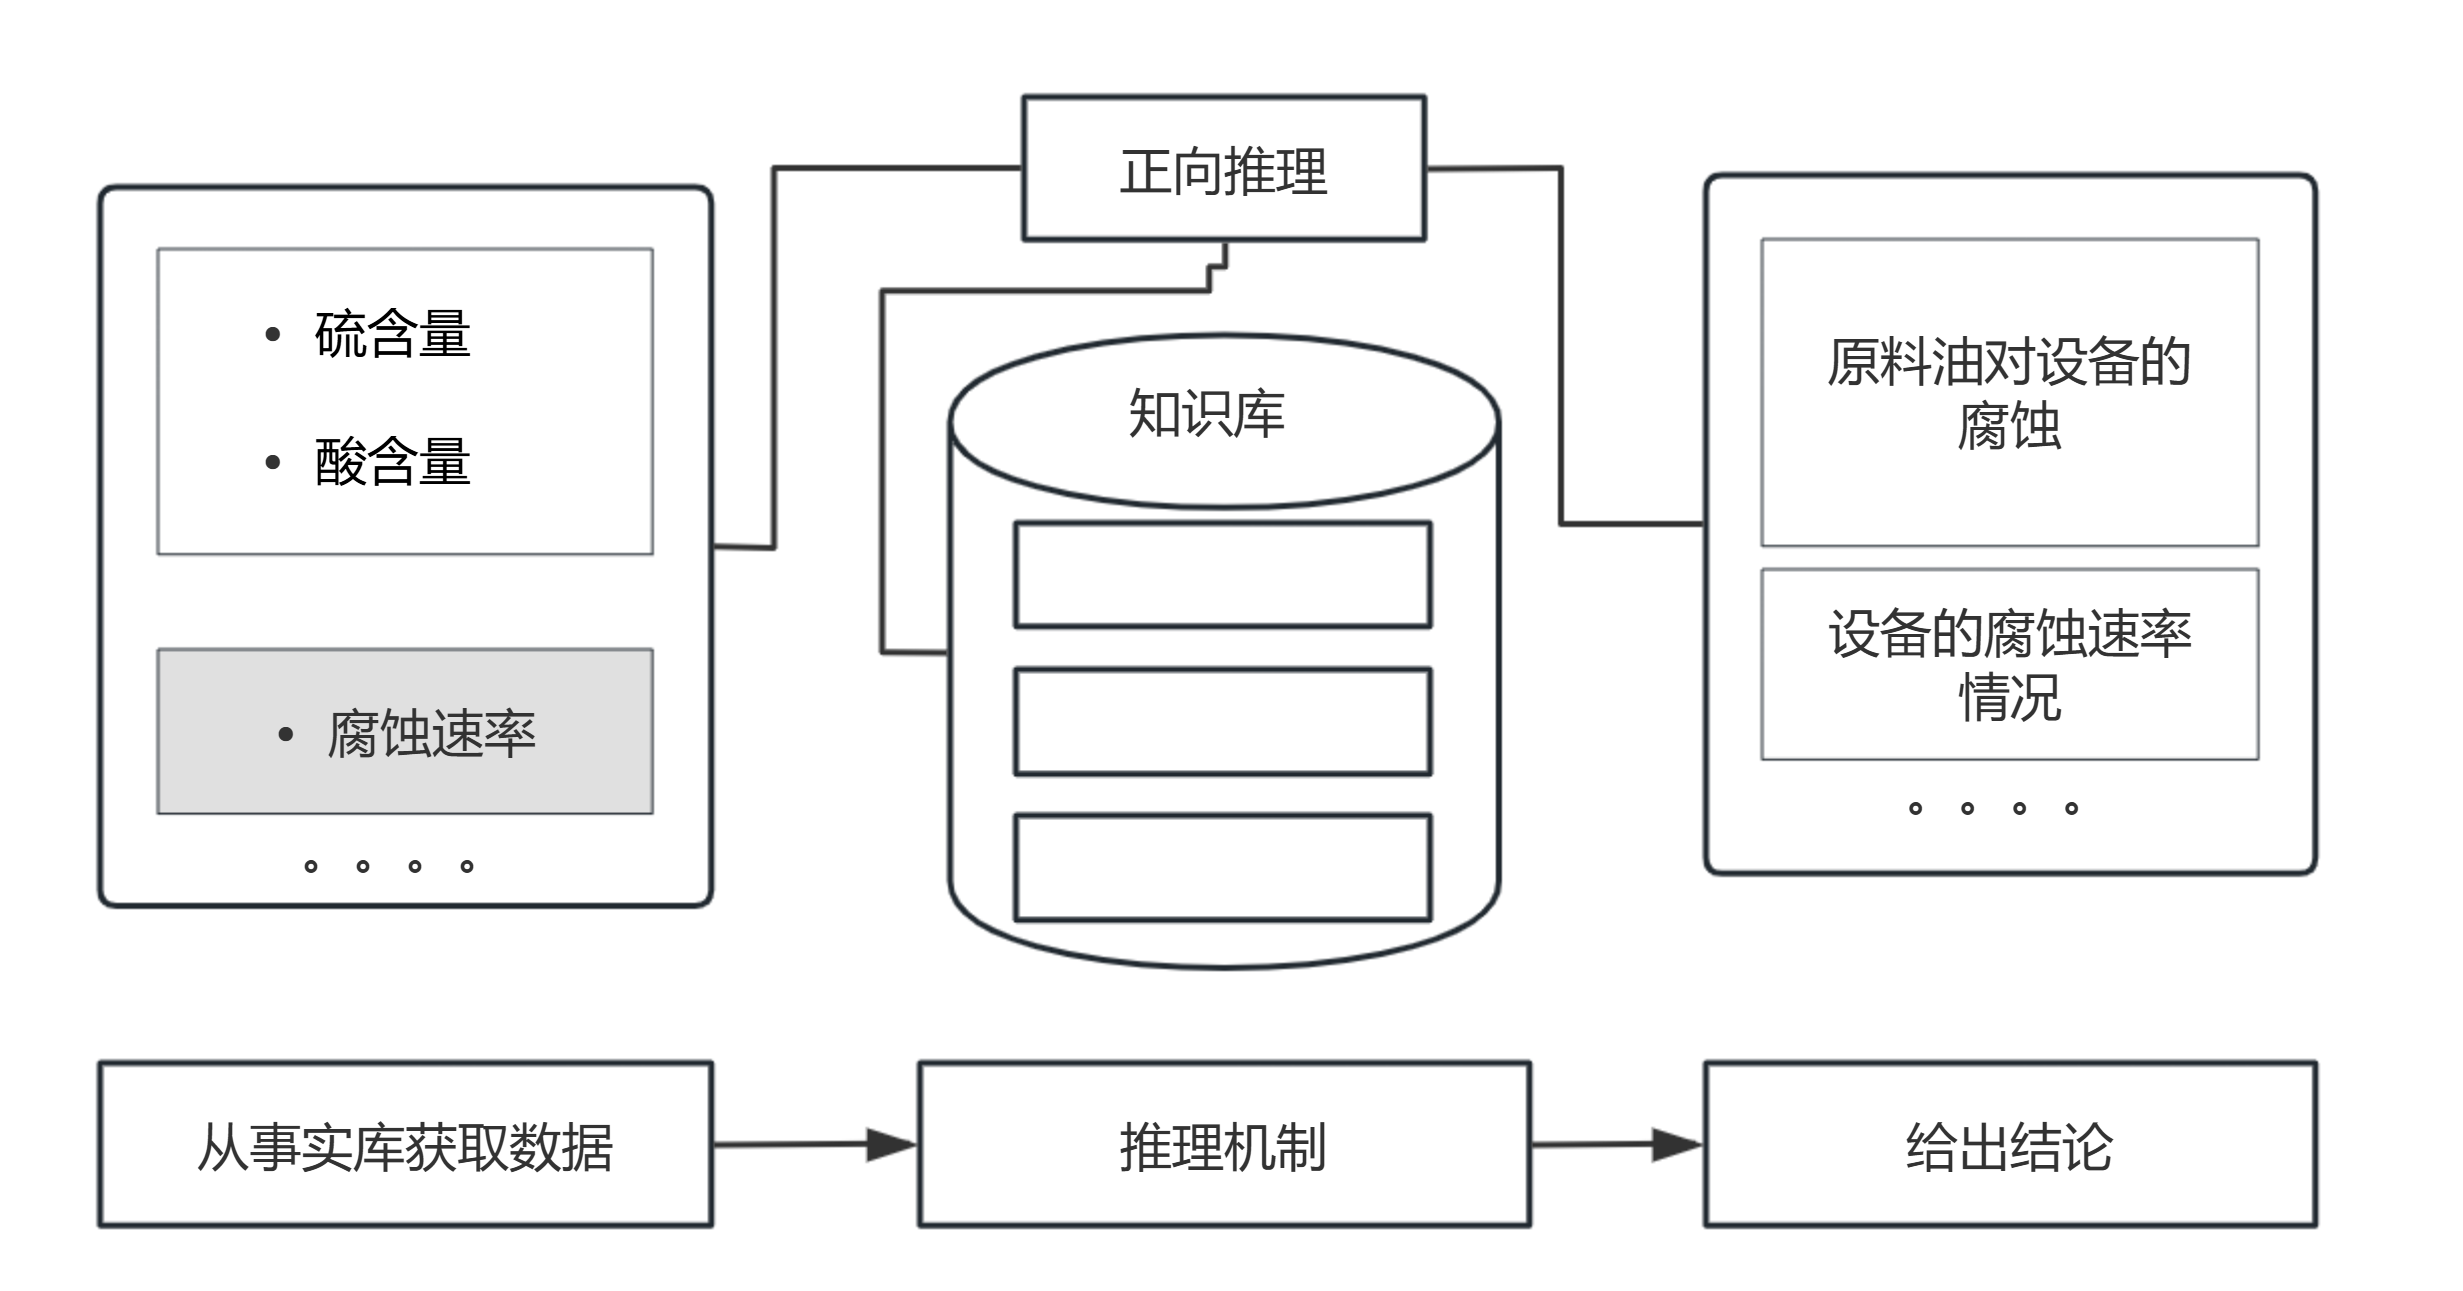 正向推理
• 硫含量
• 酸含量
• 腐蚀速率
。。。。
知识库
原料油对设备的
腐蚀
设备的腐蚀速率
情况
。。。。
从事实库获取数据
推理机制
给出结论